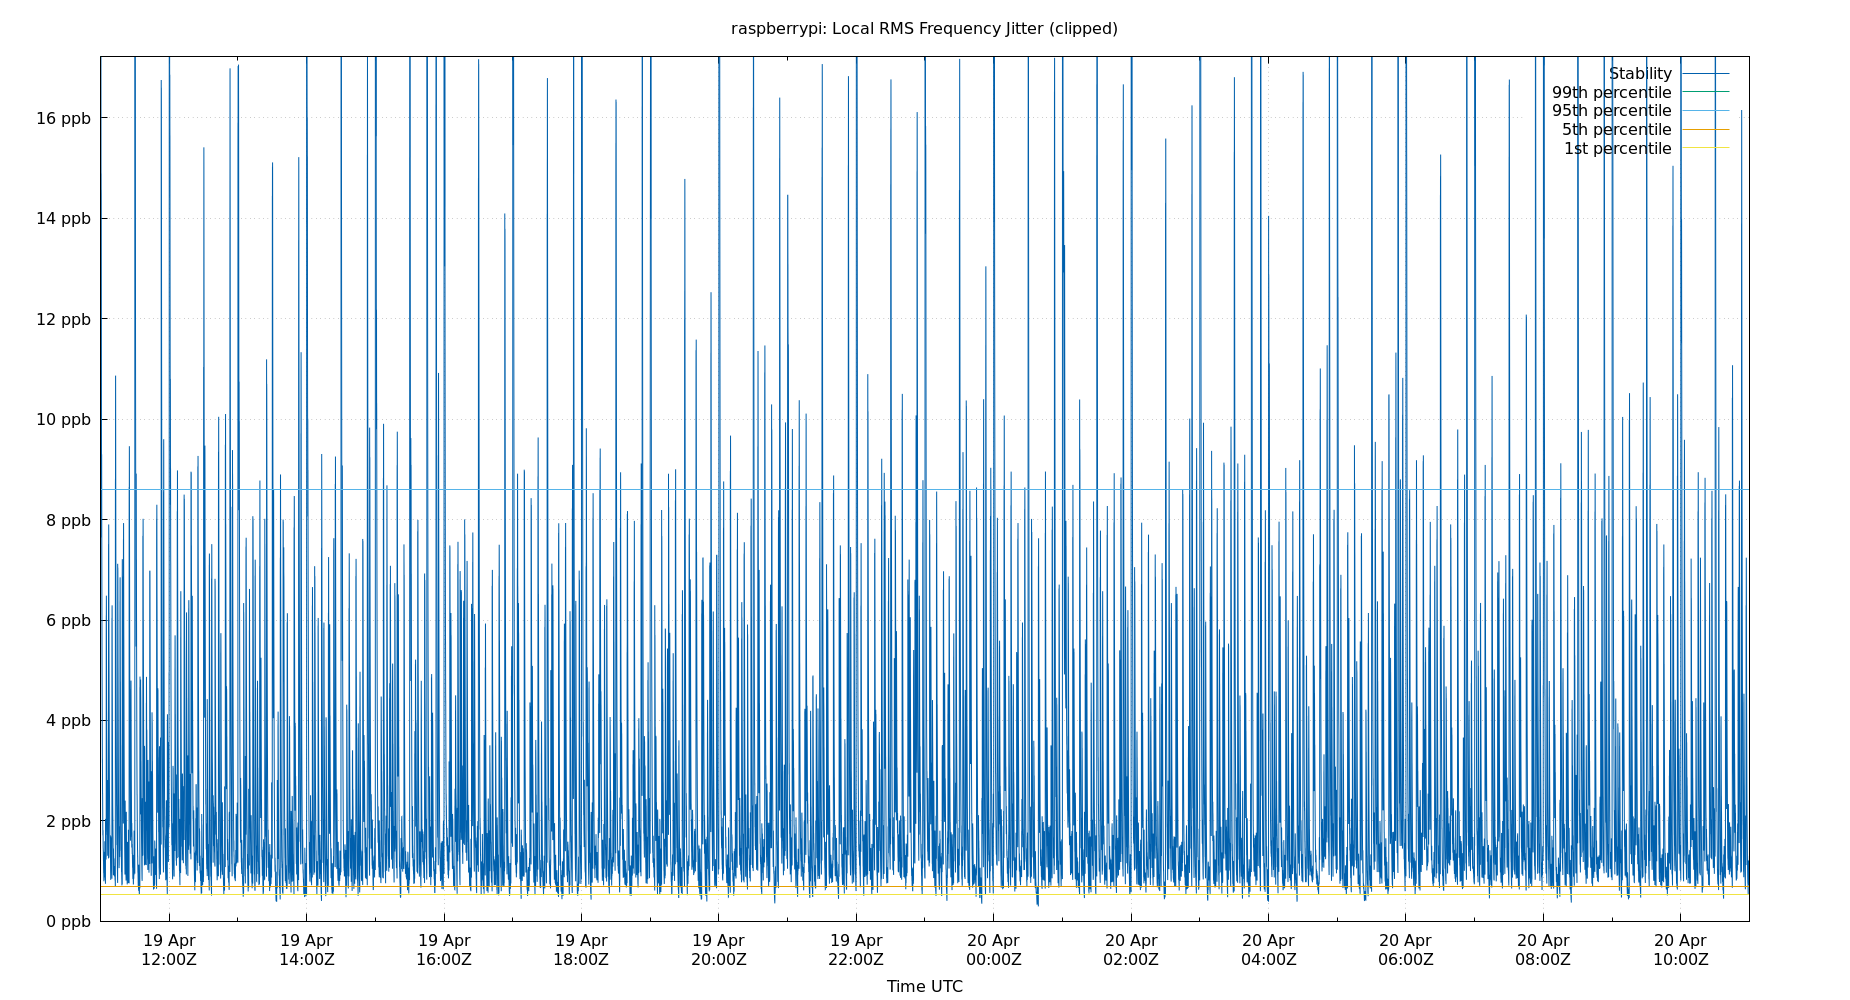 raspberrypi: Local RMS Frequency Jitter (clipped)
Stability
99th percentile
95th percentile
5th percentile
1st percentile
16 ppb
14 ppb
12 ppb
10 ppb
8 ppb
6 ppb
4 ppb
2 ppb
0 ppb
19 Apr 19 Apr 19 Apr 19 Apr 19 Apr 19 Apr 20 Apr 20 Apr 20 Apr 20 Apr 20 Apr 20 Apr
12:00Z 14:00Z 16:00Z 18:00Z 20:00Z 22:00Z 00:00Z 02:00Z 04:00Z 06:00Z 08:00Z 10:00Z
Time UTC